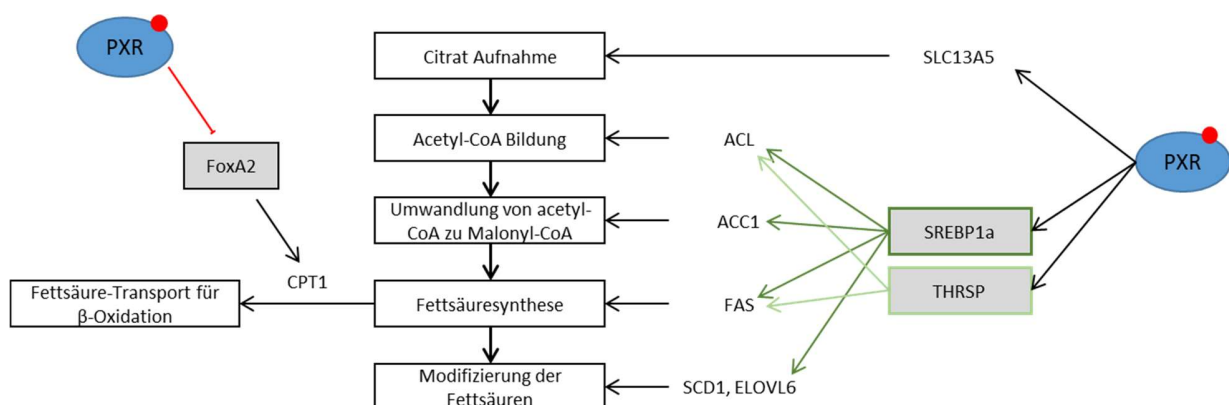 PXR
Citrat Aufnahme
SLC13A5
Acetyl-CoA Bildung
ACL
FoxA2
PXR
Umwandlung von acetyl-
CoA zu Malonyl-CoA
ACC1
SREBP1a
CPT1
THRSP
Fettsäure-Transport für
β-Oxidation
Fettsäuresynthese
FAS
Modifizierung der
Fettsäuren
SCD1, ELOVL6